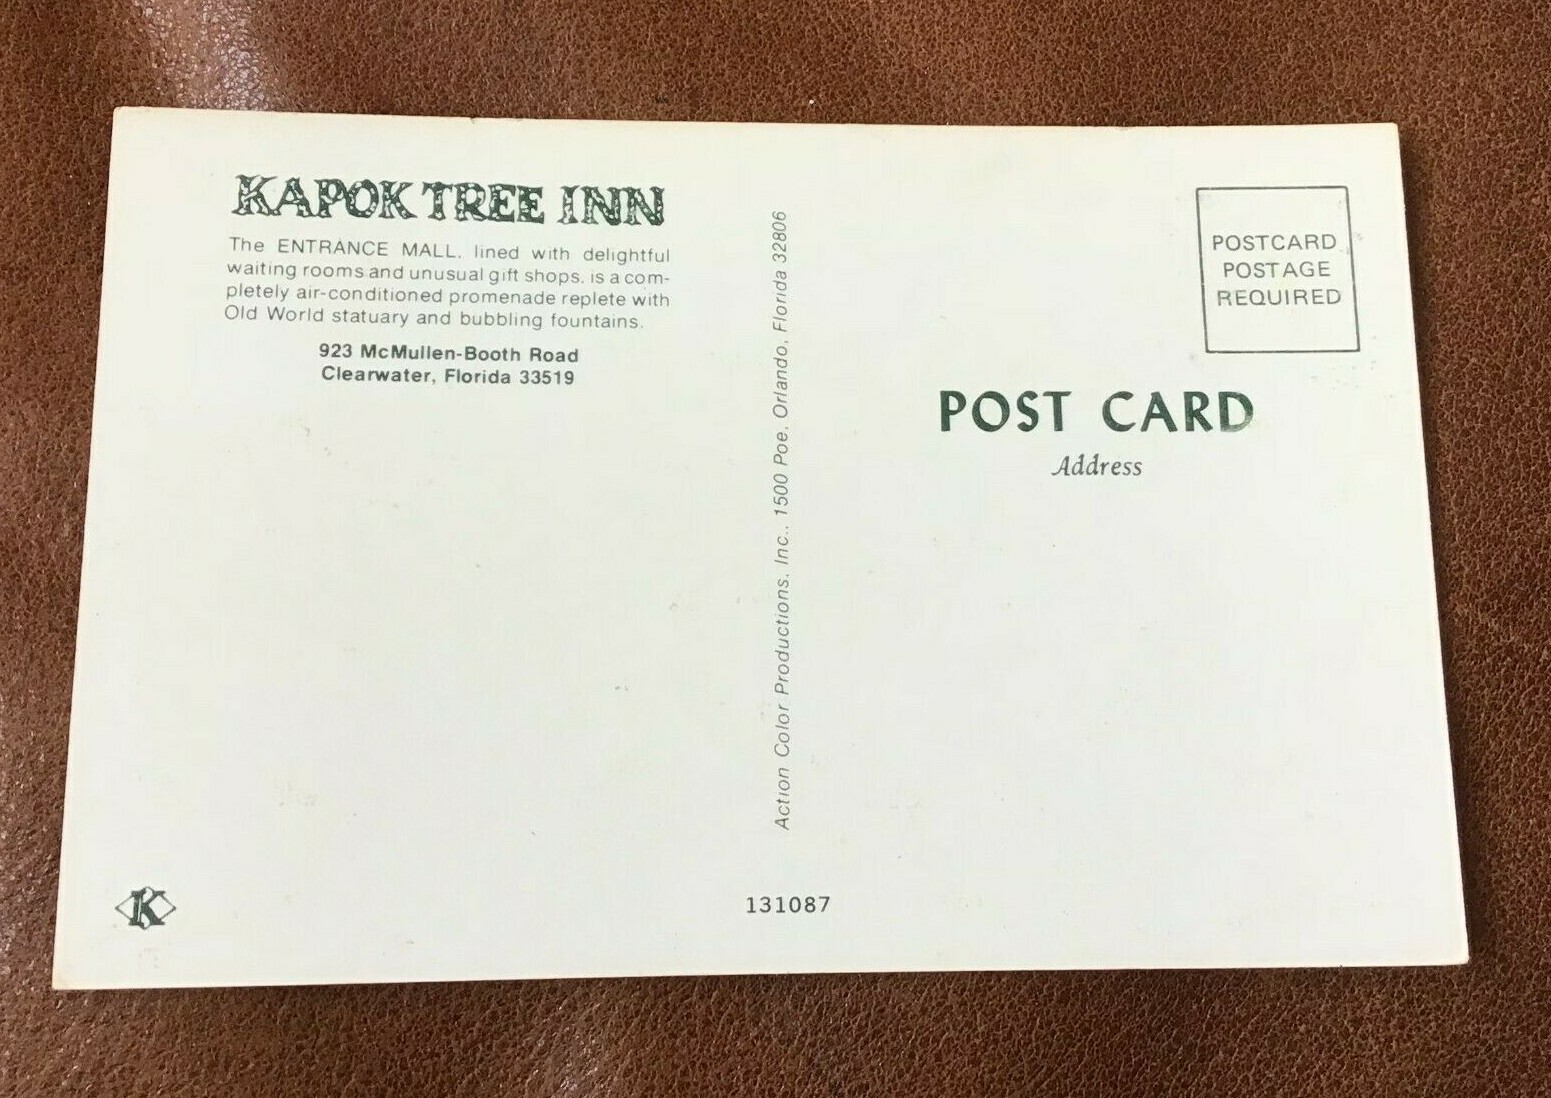 KAPOK TREE INN
The ENTRANCE MALL, lined with delightful
waiting rooms and unusual gift shops, is a com-
pletely air-conditioned promenade replete with
Old World statuary and bubbling fountains.
923 McMullen-Booth Road
Clearwater, Florida 33519
K
Action Color Productions, Inc., 1500 Poe, Orlando, Florida 32806
131087
POSTCARD
POSTAGE
REQUIRED
POST CARD
Address